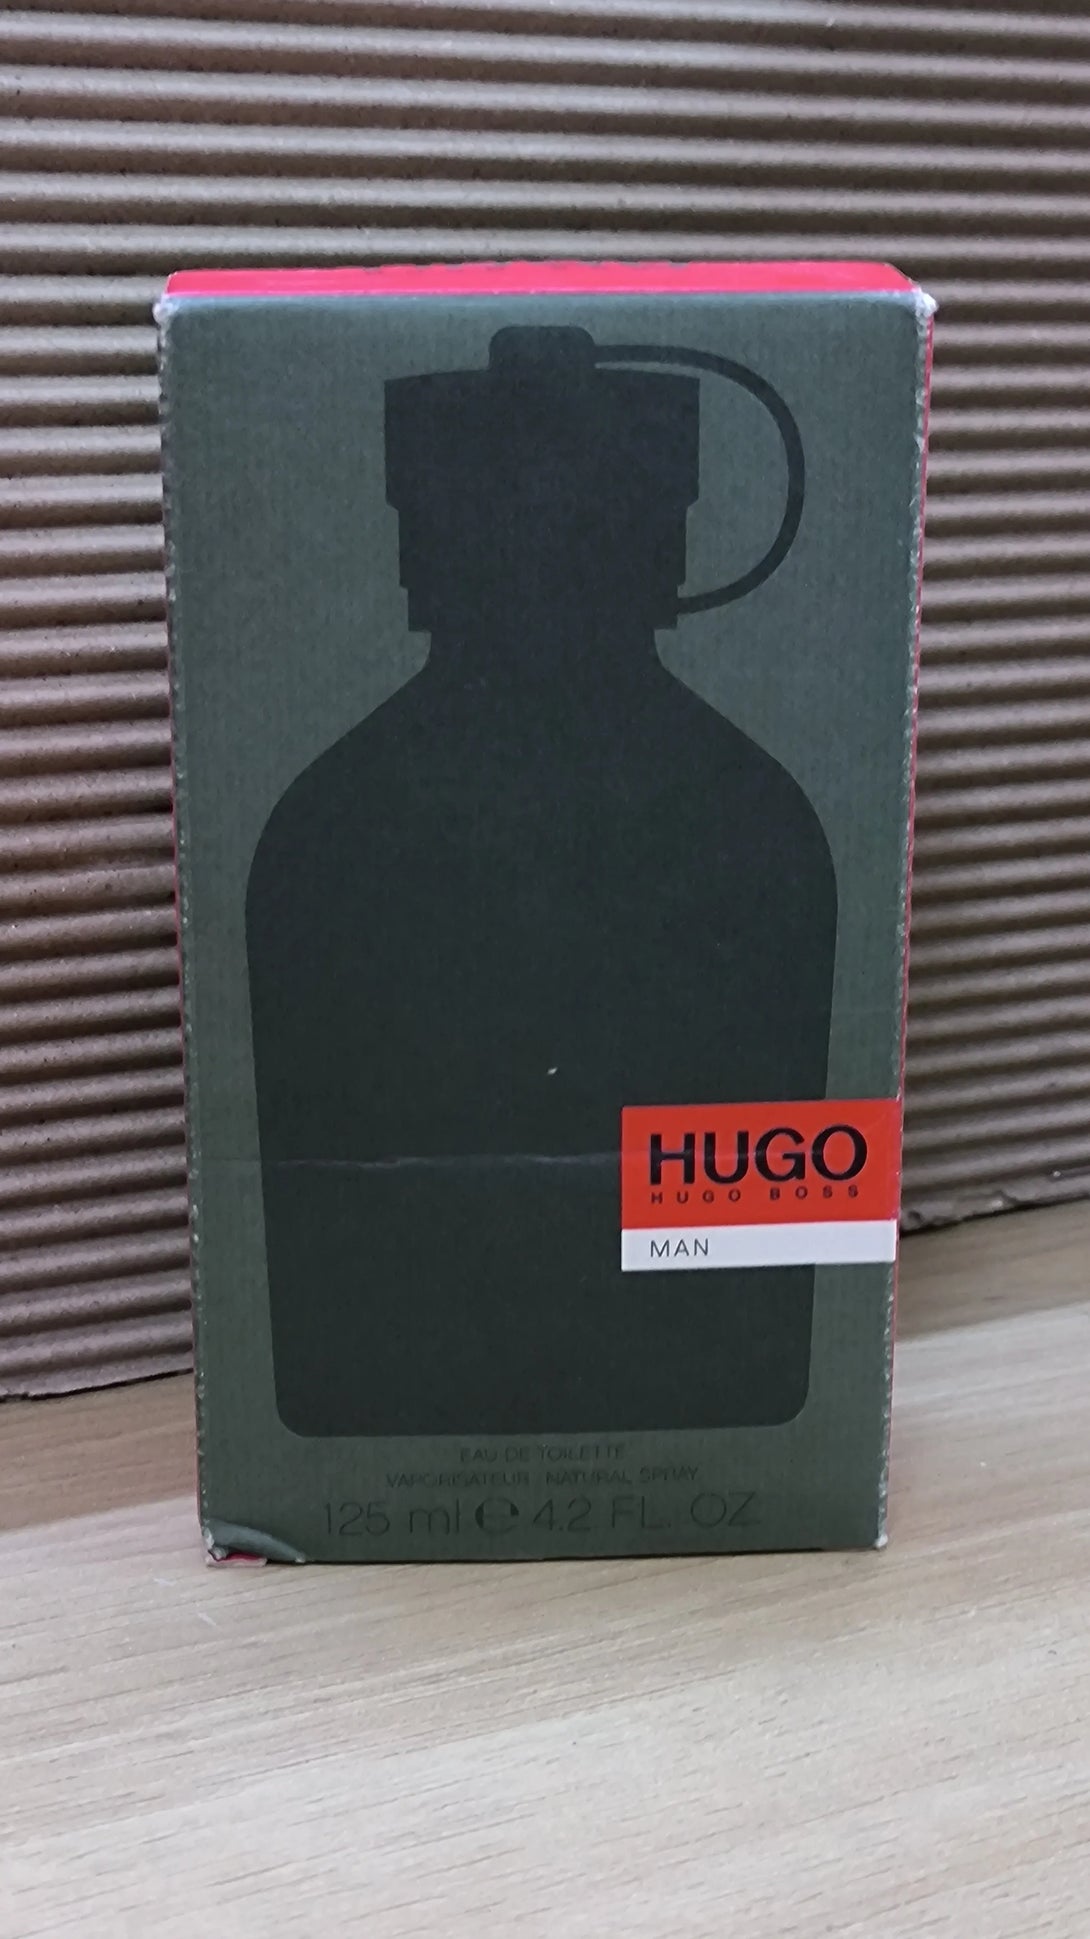 HUGO
HUGO BOSS
MAN
EAU DE TOILETTE
VAPORISATEUR NATURAL SPRAY
125 ml ℮ 4.2 FL. OZ